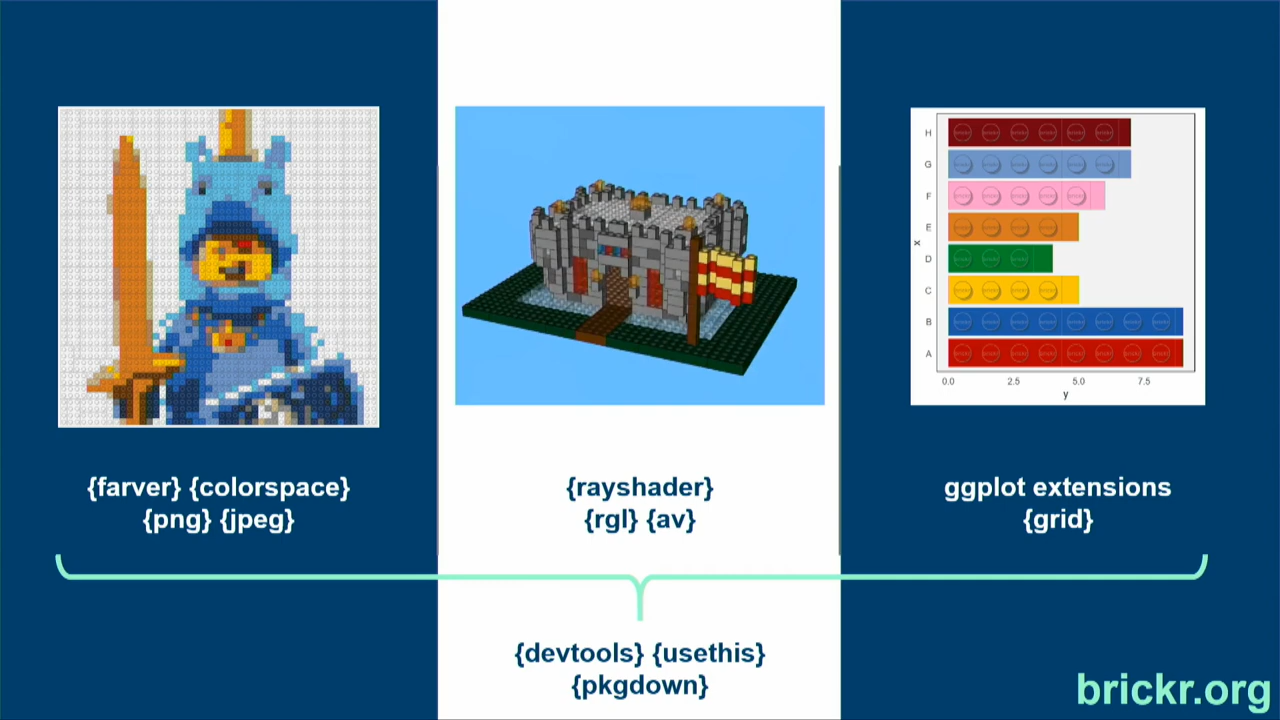 H
G
F
E
D
C
B
A
x
0.0 2.5 5.0 7.5
y
{farver} {colorspace}
{png} {jpeg}
{rayshader}
{rgl} {av}
ggplot extensions
{grid}
{devtools} {usethis}
{pkgdown}
brickr.org